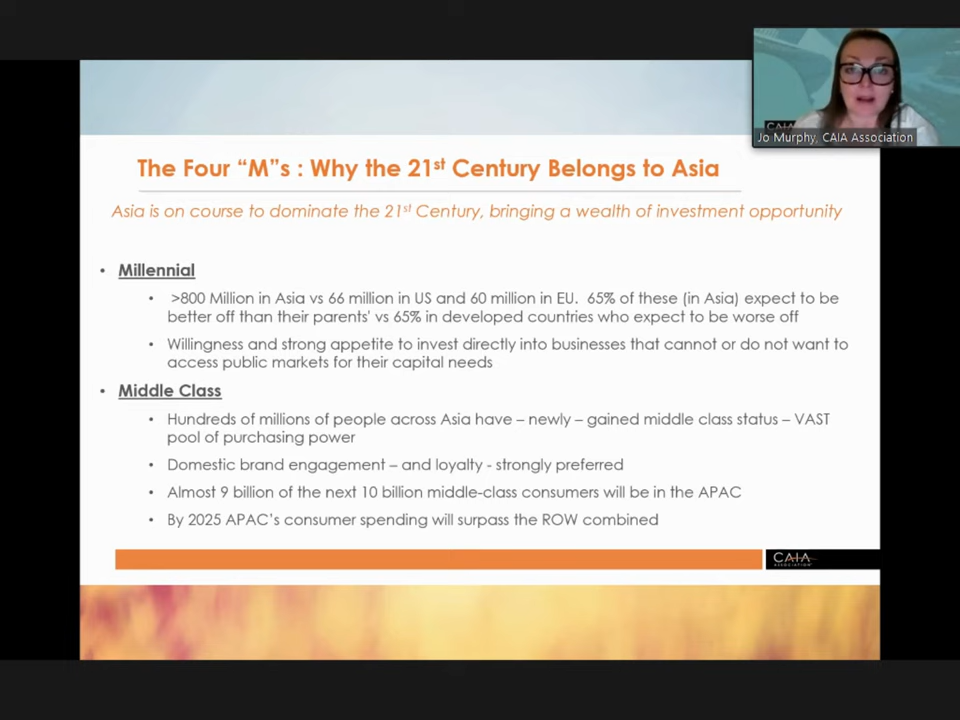 Jo Murphy, CAIA Association
The Four “M”s : Why the 21st Century Belongs to Asia
Asia is on course to dominate the 21st Century, bringing a wealth of investment opportunity
• Millennial
• >800 Million in Asia vs 66 million in US and 60 million in EU. 65% of these (in Asia) expect to be
better off than their parents' vs 65% in developed countries who expect to be worse off
• Willingness and strong appetite to invest directly into businesses that cannot or do not want to
access public markets for their capital needs
• Middle Class
• Hundreds of millions of people across Asia have – newly – gained middle class status – VAST
pool of purchasing power
• Domestic brand engagement – and loyalty - strongly preferred
• Almost 9 billion of the next 10 billion middle-class consumers will be in the APAC
• By 2025 APAC’s consumer spending will surpass the ROW combined
CAIA
ASSOCIATION